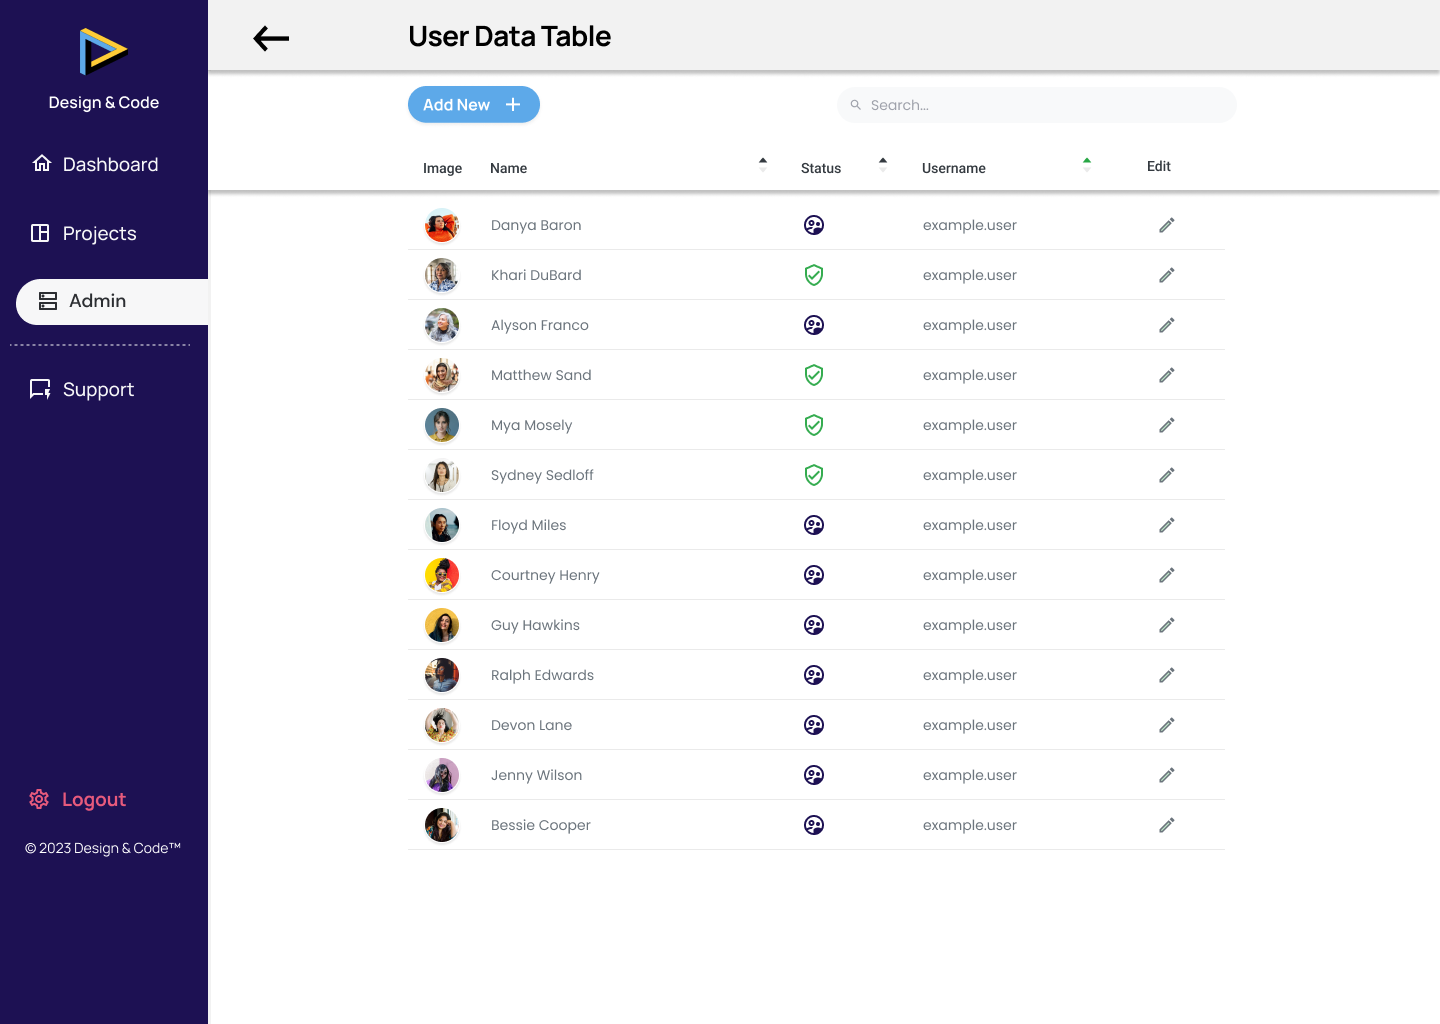 Design & Code
Dashboard
Projects
Admin
Support
Logout
© 2023 Design & Code™
User Data Table
Add New
Search...
Image Name Status Username Edit
Danya Baron example.user
Khari DuBard example.user
Alyson Franco example.user
Matthew Sand example.user
Mya Mosely example.user
Sydney Sedloff example.user
Floyd Miles example.user
Courtney Henry example.user
Guy Hawkins example.user
Ralph Edwards example.user
Devon Lane example.user
Jenny Wilson example.user
Bessie Cooper example.user